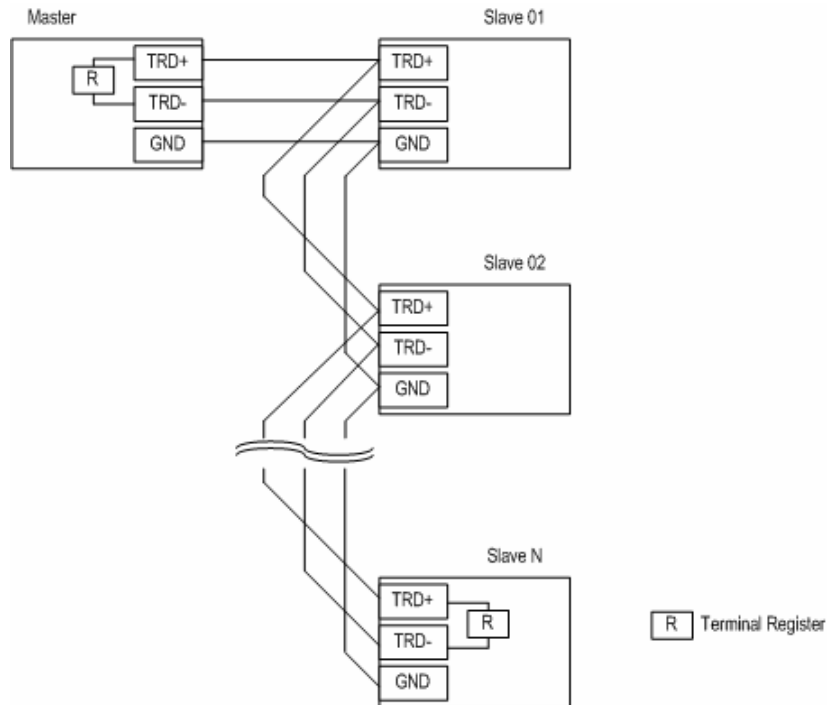 Master
R
TRD+
TRD-
GND
Slave 01
TRD+
TRD-
GND
Slave 02
TRD+
TRD-
GND
Slave N
TRD+
TRD-
GND
R
R Terminal Register